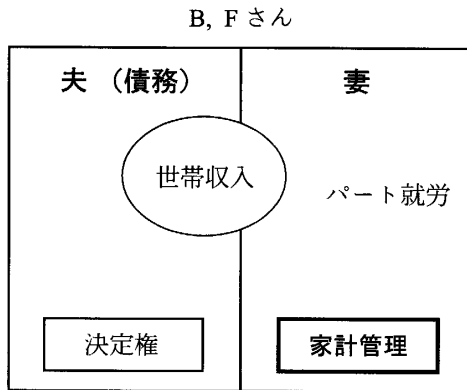 B, F さん
夫 （債務）
妻
世帯収入
パート就労
決定権
家計管理